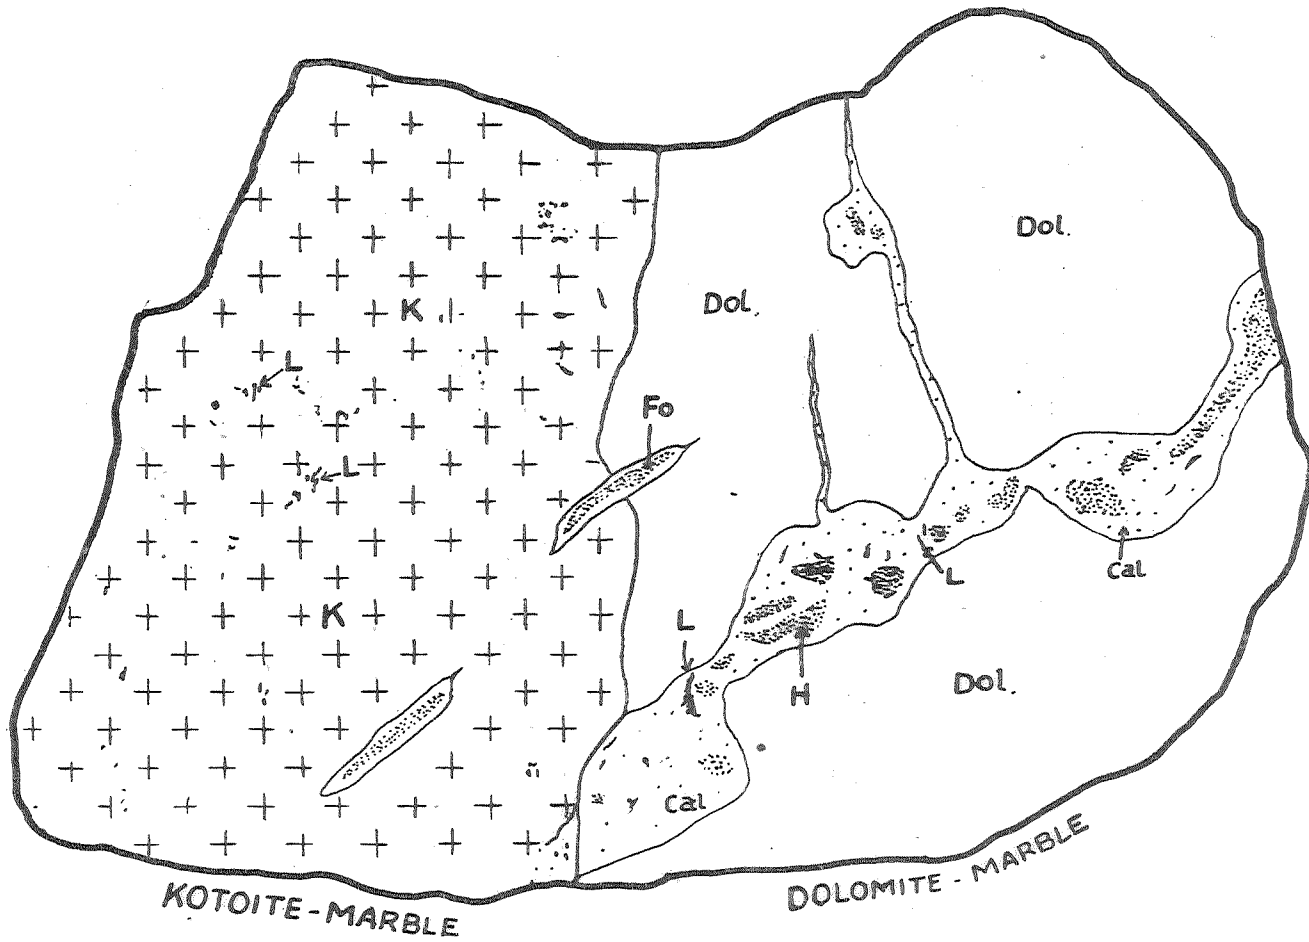 Dol.
K
Dol.
L
Fo
L
Cal
L
K
L
H
Dol.
Cal
KOTOITE-MARBLE
DOLOMITE-MARBLE